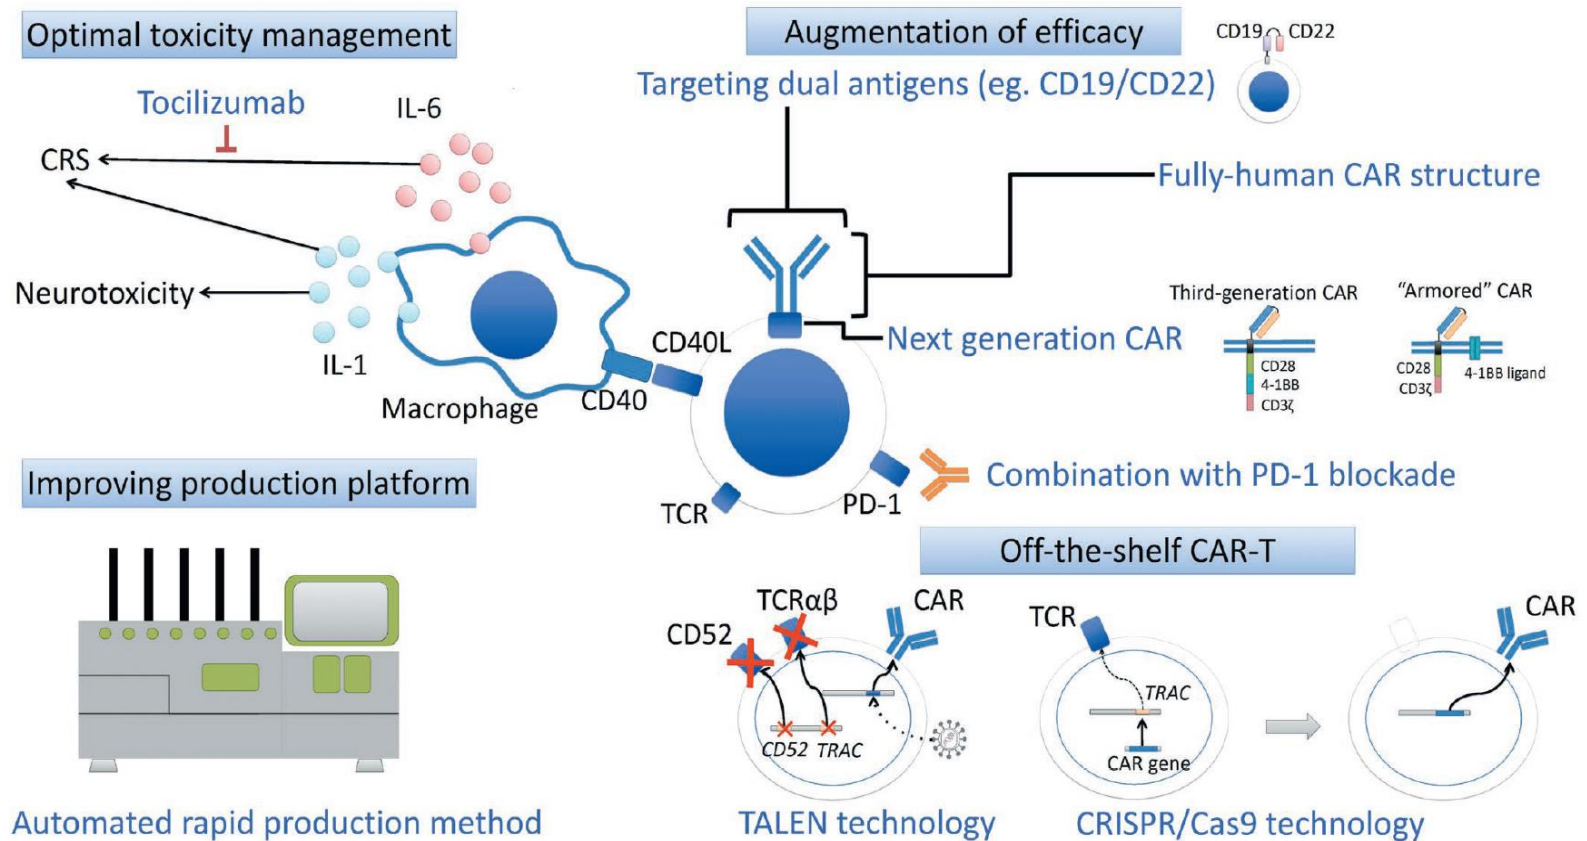 Optimal toxicity management
Tocilizumab
IL-6
CRS
Neurotoxicity
IL-1
Macrophage
CD40
CD40L
TCR
PD-1
Augmentation of efficacy
CD19
CD22
Targeting dual antigens (eg. CD19/CD22)
Fully-human CAR structure
Next generation CAR
Third-generation CAR
CD28
4-1BB
CD3ζ
“Armored” CAR
CD28
CD3ζ
4-1BB ligand
Combination with PD-1 blockade
Improving production platform
Automated rapid production method
Off-the-shelf CAR-T
CD52
TCRαβ
CAR
CD52
TRAC
TALEN technology
TCR
TRAC
CAR gene
CAR
CRISPR/Cas9 technology